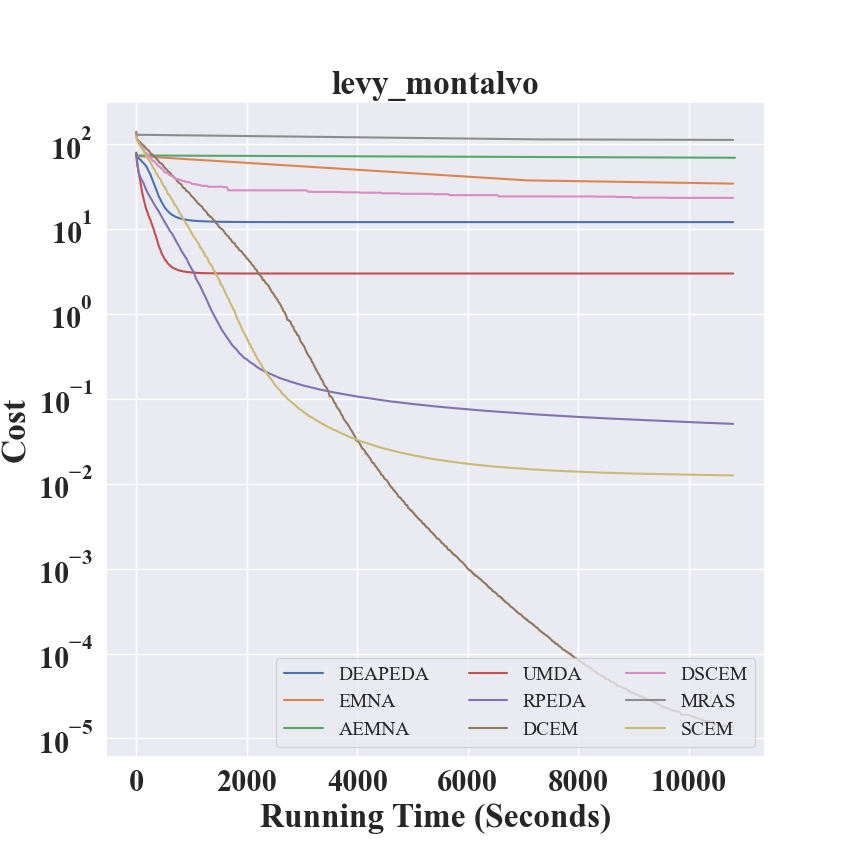 levy_montalvo
10^2
10^1
10^0
10^−1
10^−2
10^−3
10^−4
10^−5
Cost
DEAPEDA UMDA DSCEM
EMNA RPEDA MRAS
AEMNA DCEM SCEM
0 2000 4000 6000 8000 10000
Running Time (Seconds)